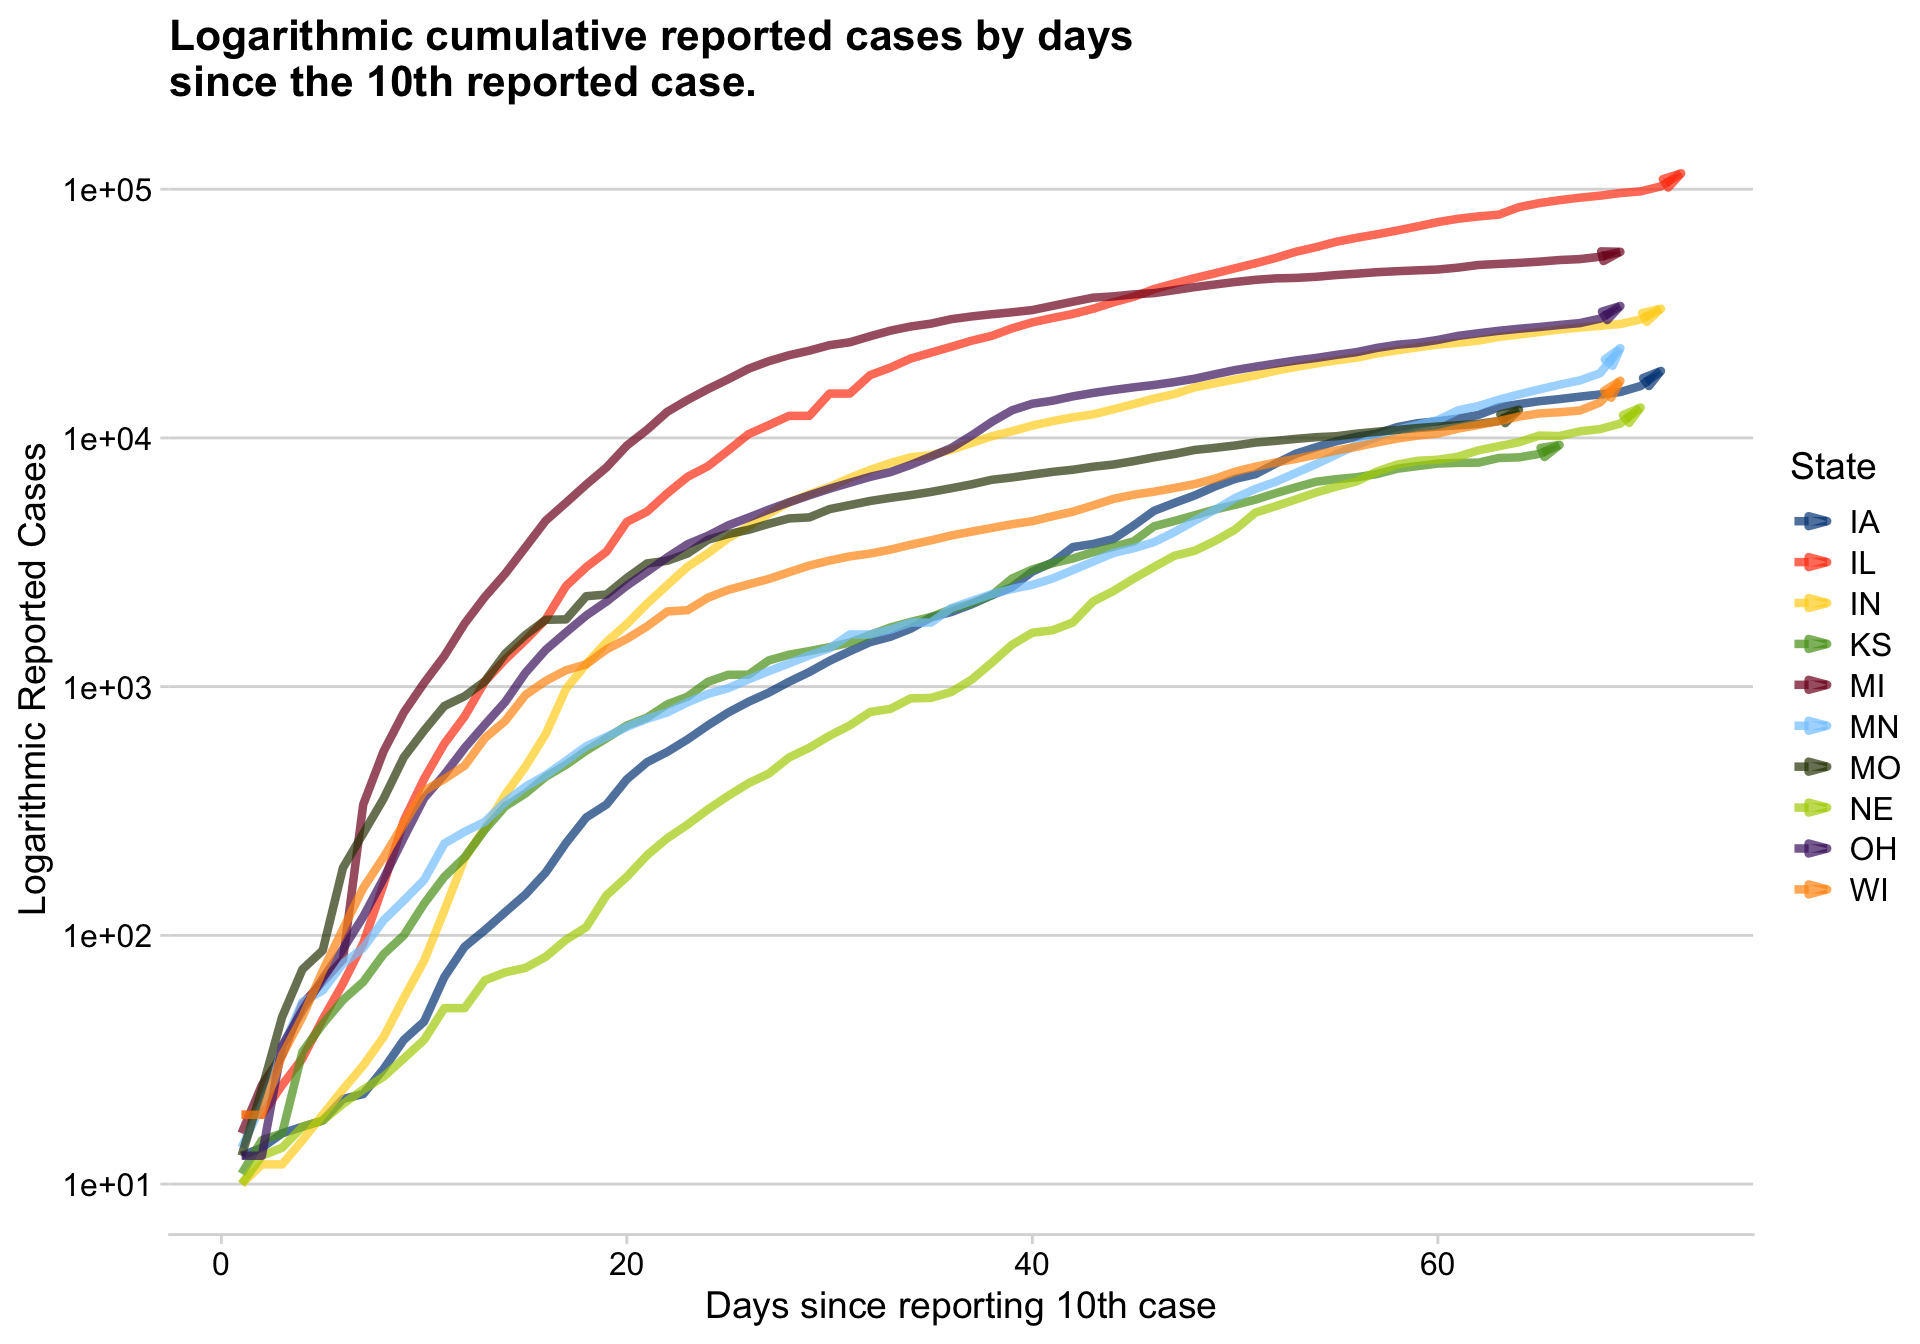 Logarithmic cumulative reported cases by days
since the 10th reported case.
Logarithmic Reported Cases
1e+05
1e+04
1e+03
1e+02
1e+01
0
20
40
60
Days since reporting 10th case
State
IA
IL
IN
KS
MI
MN
MO
NE
OH
WI